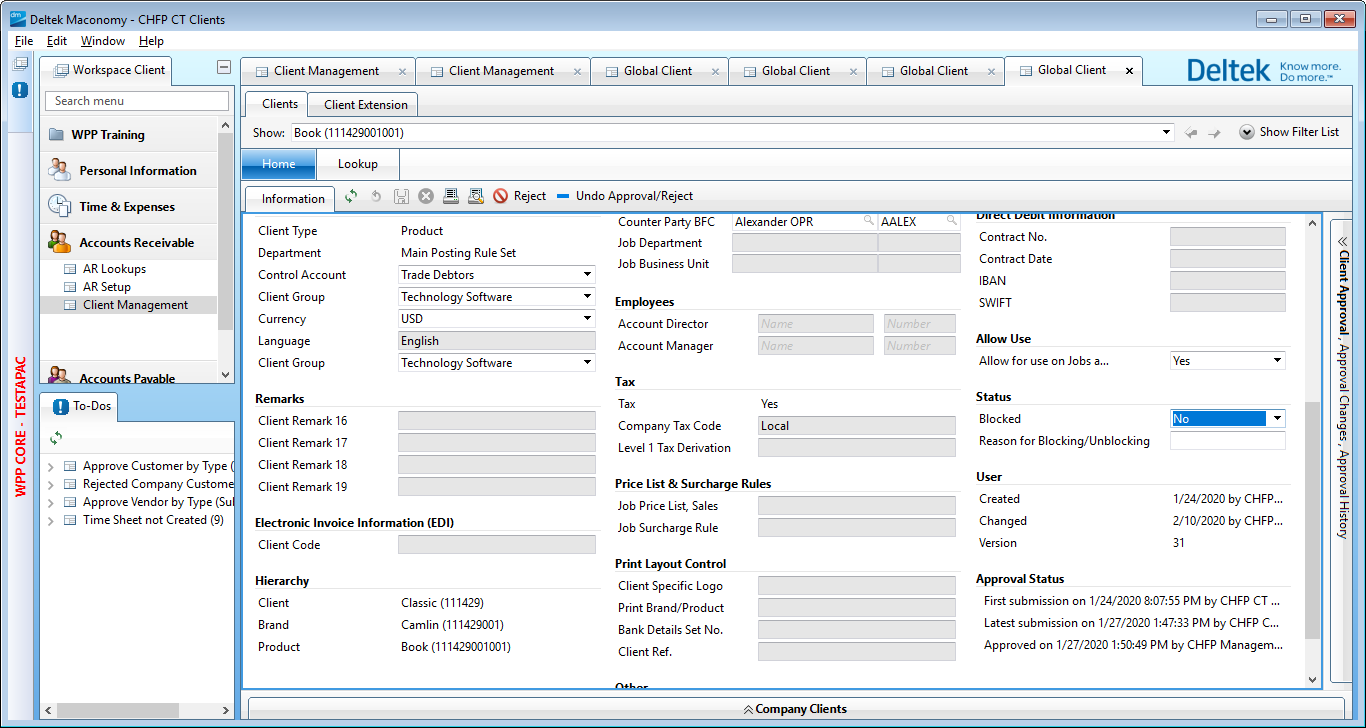 dm Deltek Maconomy - CHFP CT Clients
File Edit Window Help
WPP CORE - TESTAPAC
Workspace Client
Search menu
WPP Training
Personal Information
Time & Expenses
Accounts Receivable
AR Lookups
AR Setup
Client Management
Accounts Payable
To-Dos
Approve Customer by Type (
Rejected Company Custome
Approve Vendor by Type (Sul
Time Sheet not Created (9)
Client Management Client Management Global Client Global Client Global Client Global Client
Deltek Know more. Do more.™
Clients Client Extension
Show: Book (111429001001) Show Filter List
Home Lookup
Information Reject Undo Approval/Reject
Client Type Product
Department Main Posting Rule Set
Control Account Trade Debtors
Client Group Technology Software
Currency USD
Language English
Client Group Technology Software
Remarks
Client Remark 16
Client Remark 17
Client Remark 18
Client Remark 19
Electronic Invoice Information (EDI)
Client Code
Hierarchy
Client Classic (111429)
Brand Camlin (111429001)
Product Book (111429001001)
Counter Party BFC Alexander OPR AALEX
Job Department
Job Business Unit
Employees
Account Director Name Number
Account Manager Name Number
Tax
Tax Yes
Company Tax Code Local
Level 1 Tax Derivation
Price List & Surcharge Rules
Job Price List, Sales
Job Surcharge Rule
Print Layout Control
Client Specific Logo
Print Brand/Product
Bank Details Set No.
Client Ref.
Other
Direct Debit Information
Contract No.
Contract Date
IBAN
SWIFT
Allow Use
Allow for use on Jobs a... Yes
Status
Blocked No
Reason for Blocking/Unblocking
User
Created 1/24/2020 by CHFP...
Changed 2/10/2020 by CHFP...
Version 31
Approval Status
First submission on 1/24/2020 8:07:55 PM by CHFP CT ...
Latest submission on 1/27/2020 1:47:33 PM by CHFP C...
Approved on 1/27/2020 1:50:49 PM by CHFP Managem...
Client Approval , Approval Changes , Approval History
Company Clients